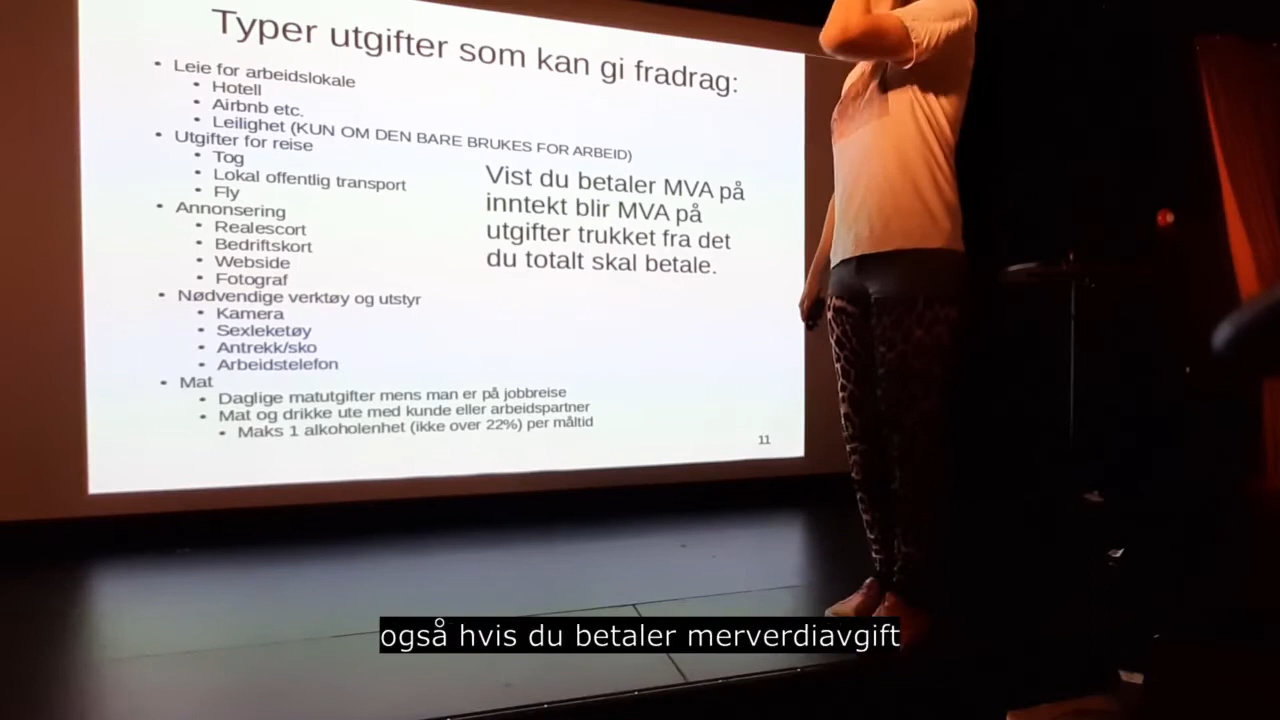 Typer utgifter som kan gi fradrag:
• Leie for arbeidslokale
• Hotell
• Airbnb etc.
• Leilighet (KUN OM DEN BARE BRUKES FOR ARBEID)
• Utgifter for reise
• Tog
• Lokal offentlig transport
• Fly
• Annonsering
• Realescort
• Bedriftskort
• Webside
• Fotograf
• Nødvendige verktøy og utstyr
• Kamera
• Sexleketøy
• Antrekk/sko
• Arbeidstelefon
• Mat
• Daglige matutgifter mens man er på jobbreise
• Mat og drikke ute med kunde eller arbeidspartner
• Maks 1 alkoholenhet (ikke over 22%) per måltid
Vist du betaler MVA på
inntekt blir MVA på
utgifter trukket fra det
du totalt skal betale.
11
også hvis du betaler merverdiavgift